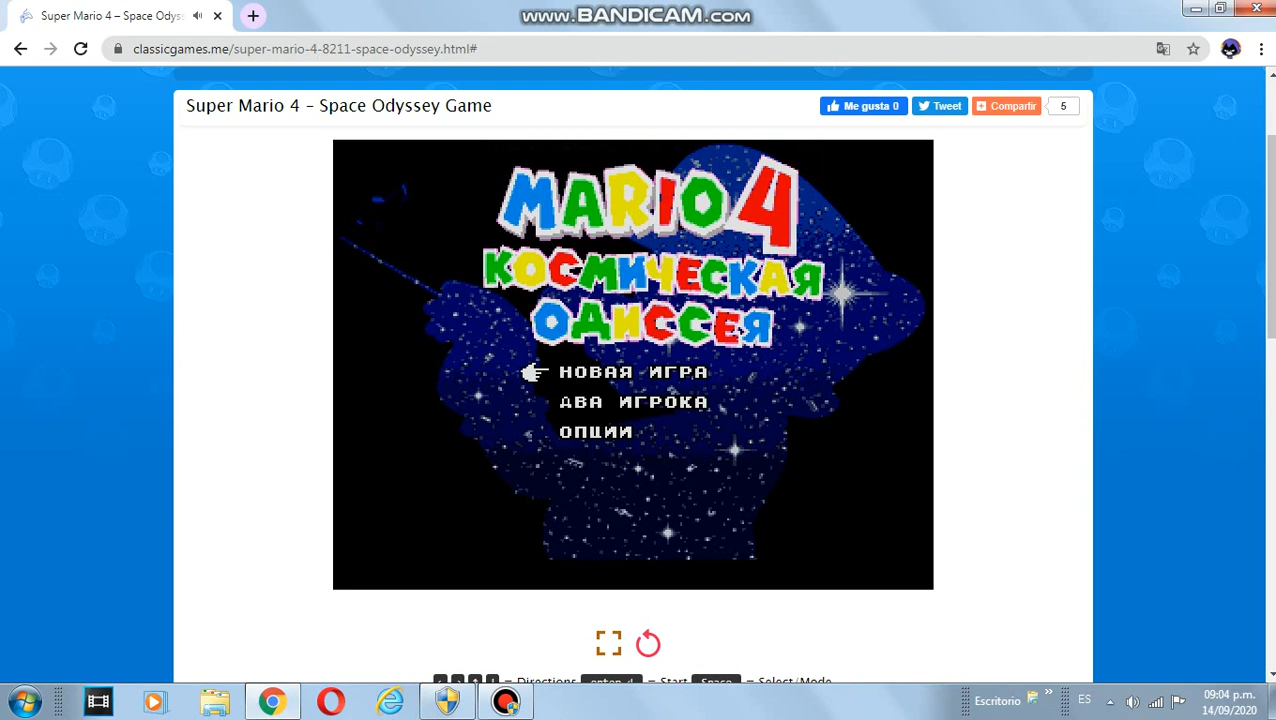 www.BANDICAM.com
Super Mario 4 – Space Odyss
classicgames.me/super-mario-4-8211-space-odyssey.html#
Super Mario 4 – Space Odyssey Game
Me gusta 0
Tweet
Compartir
5
MARIO 4
КОСМИЧЕСКАЯ
ОДИССЕЯ
НОВАЯ ИГРА
ДВА ИГРОКА
ОПЦИИ
= Directions enter = Start Space = Select/Mode
Escritorio
»
ES
09:04 p.m.
14/09/2020